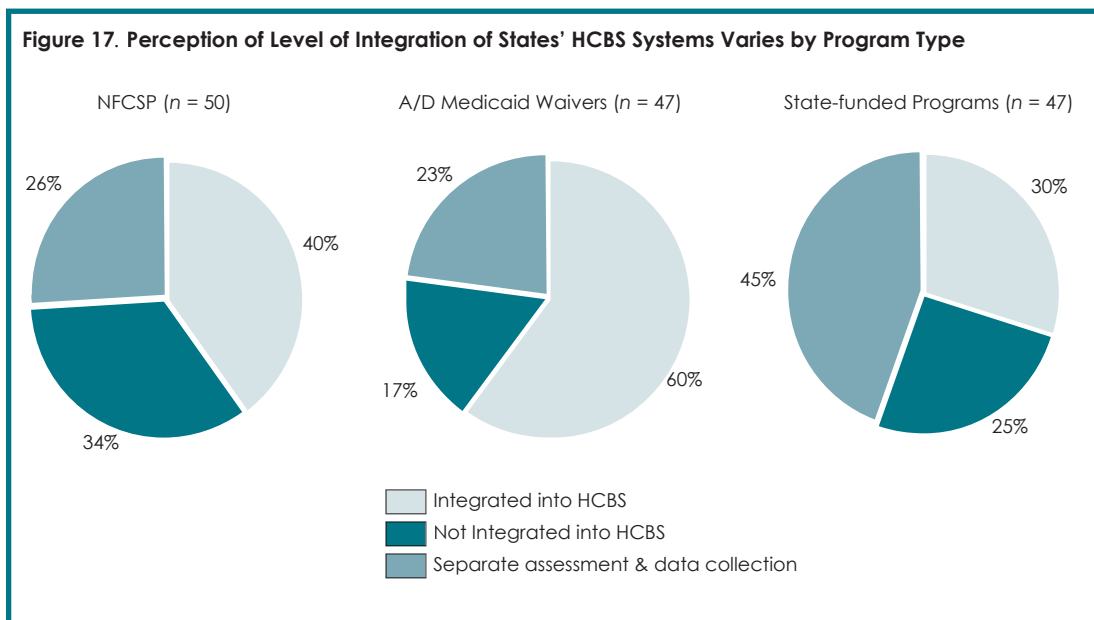 Figure 17. Perception of Level of Integration of States’ HCBS Systems Varies by Program Type
NFCSP (n = 50)
26%
40%
34%
A/D Medicaid Waivers (n = 47)
23%
17%
60%
State-funded Programs (n = 47)
30%
45%
25%
Integrated into HCBS
Not Integrated into HCBS
Separate assessment & data collection